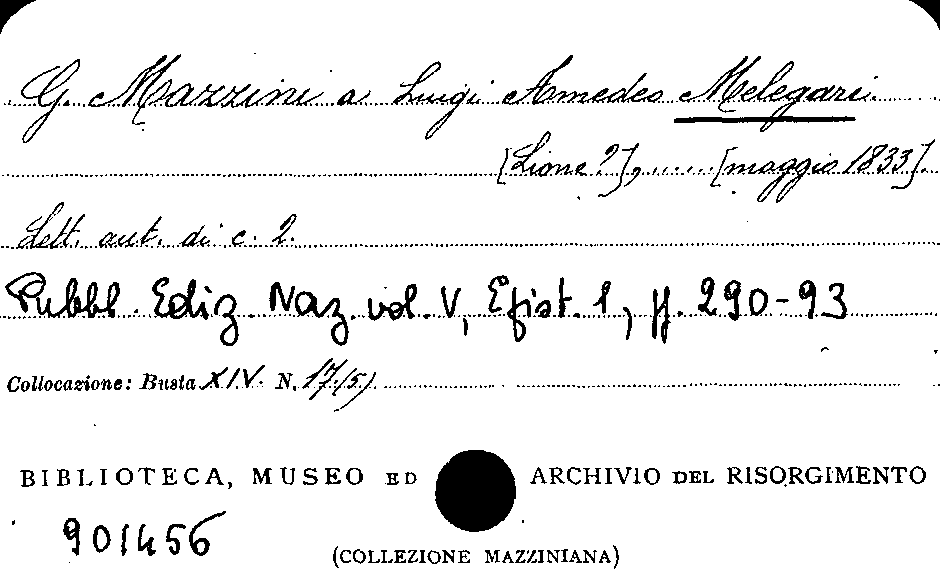 G. Mazzini a Luigi Amedeo Melegari.
[Lione ?], ...... [maggio 1833].
Lett. aut. di c. 2.
Pubbl. Ediz. Naz. vol. V, Epist. 1, pp. 290-93
Collocazione: Busta XIV. N. 17(5)
BIBLIOTECA, MUSEO ED ARCHIVIO DEL RISORGIMENTO
901456
(COLLEZIONE MAZZINIANA)